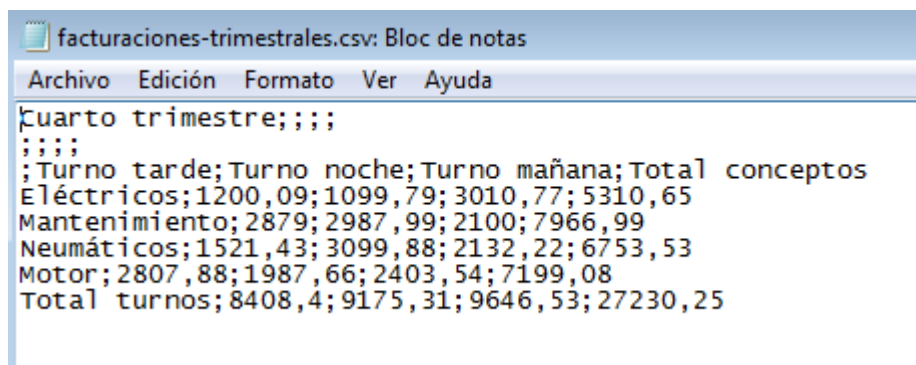 facturaciones-trimestrales.csv: Bloc de notas
Archivo Edición Formato Ver Ayuda
Cuarto trimestre;;;;
;;;;
;Turno tarde;Turno noche;Turno mañana;Total conceptos
Eléctricos;1200,09;1099,79;3010,77;5310,65
Mantenimiento;2879;2987,99;2100;7966,99
Neumáticos;1521,43;3099,88;2132,22;6753,53
Motor;2807,88;1987,66;2403,54;7199,08
Total turnos;8408,4;9175,31;9646,53;27230,25